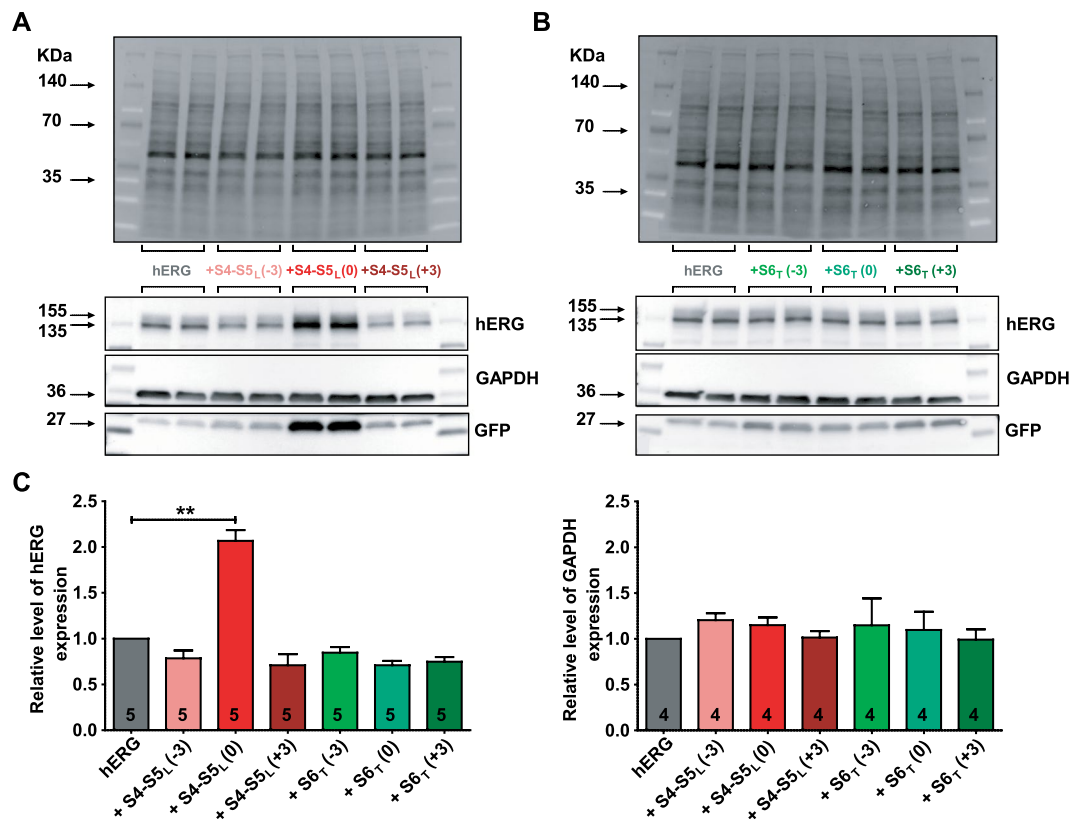 A
KDa
140
70
35
hERG +S4-S5L(-3) +S4-S5L(0) +S4-S5L(+3)
155
135
hERG
GAPDH
36
27
GFP
B
KDa
140
70
35
hERG +S6T (-3) +S6T (0) +S6T (+3)
155
135
hERG
GAPDH
36
27
GFP
C
Relative level of hERG
expression
2.5
2.0
1.5
1.0
0.5
0.0
**
5 5 5 5 5 5 5
hERG
+ S4-S5L(-3)
+ S4-S5L(0)
+ S4-S5L(+3)
+ S6T (-3)
+ S6T (0)
+ S6T (+3)
Relative level of GAPDH
expression
2.5
2.0
1.5
1.0
0.5
0.0
4 4 4 4 4 4 4
hERG
+ S4-S5L(-3)
+ S4-S5L(0)
+ S4-S5L(+3)
+ S6T (-3)
+ S6T (0)
+ S6T (+3)